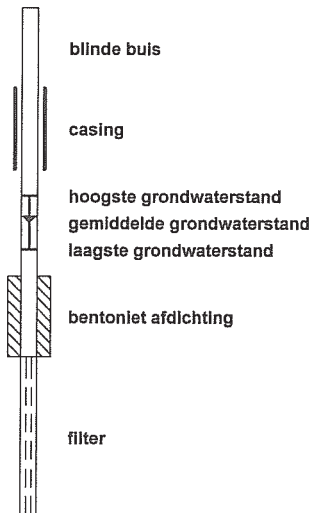 blinde buis
casing
hoogste grondwaterstand
gemiddelde grondwaterstand
laagste grondwaterstand
bentoniet afdichting
filter